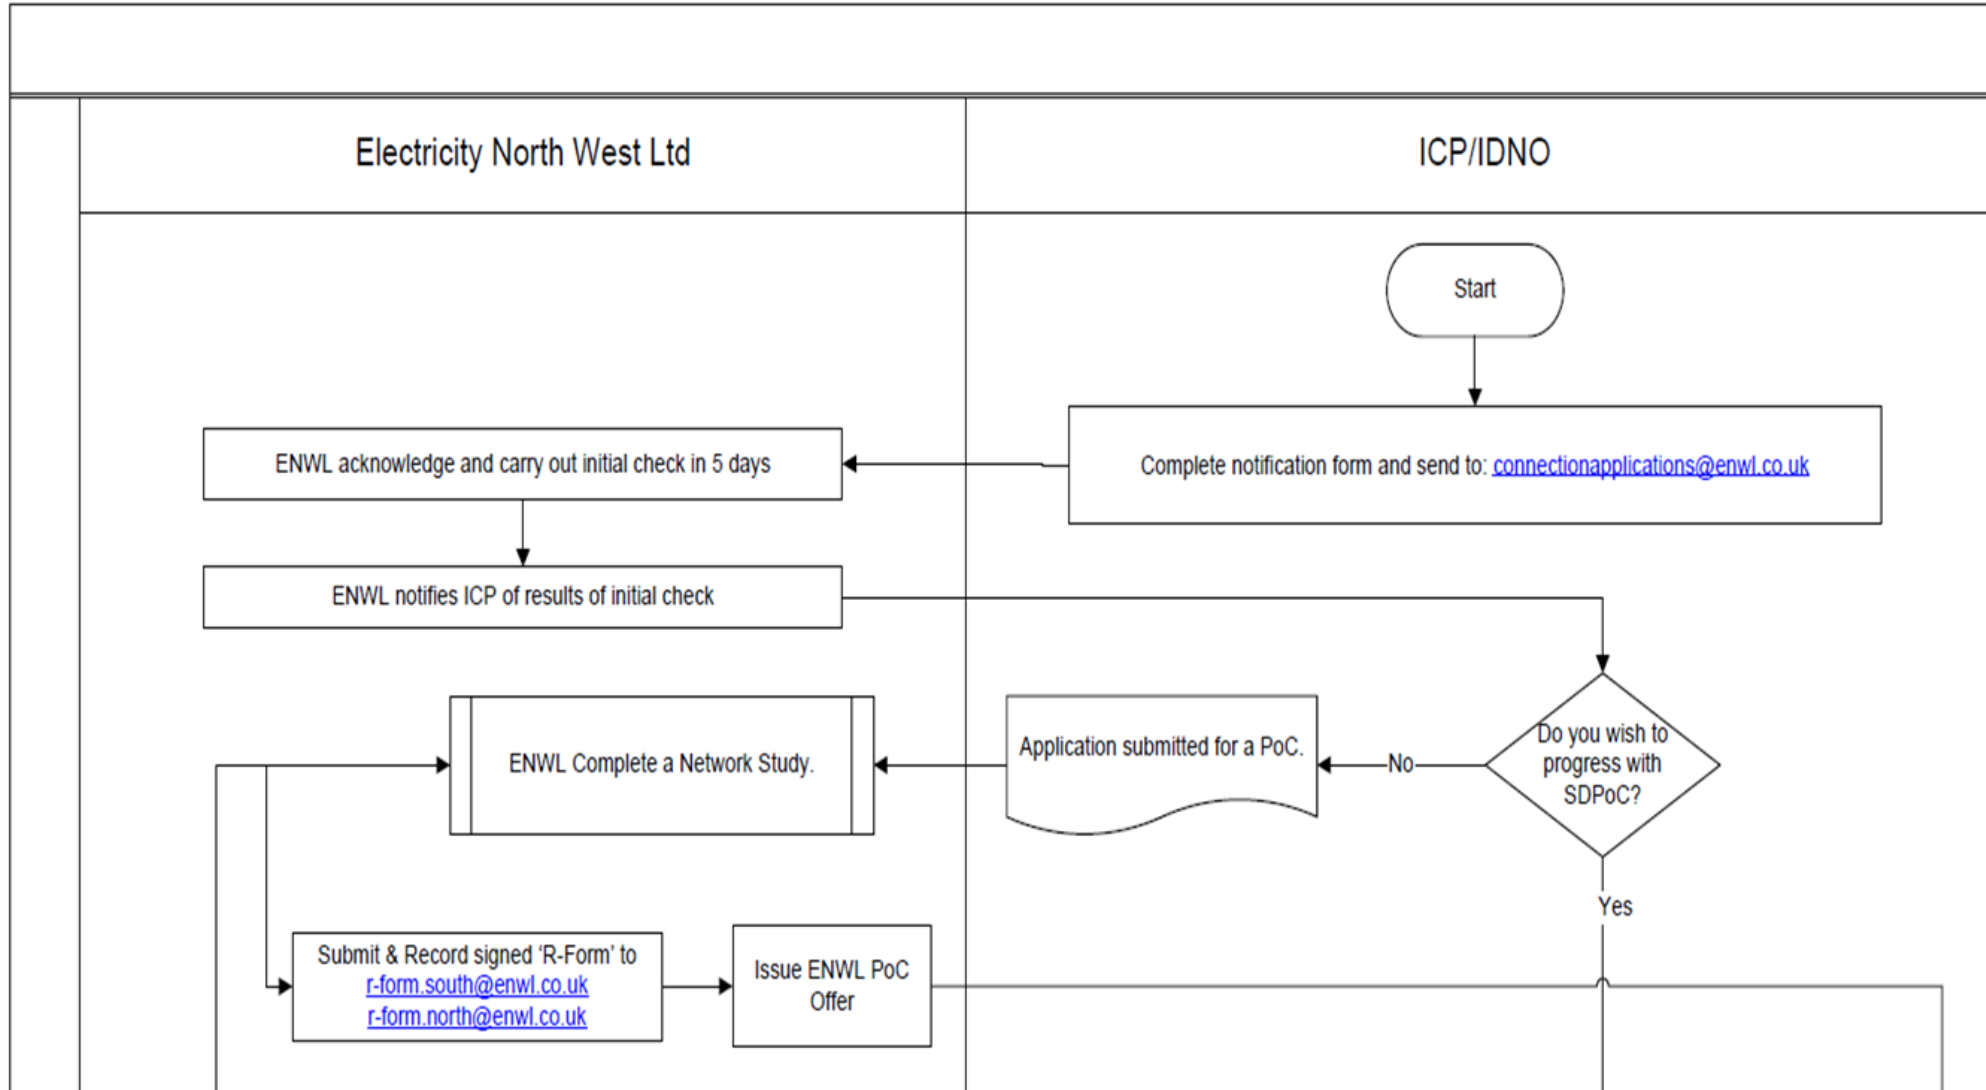 Electricity North West Ltd
ICP/IDNO
Start
ENWL acknowledge and carry out initial check in 5 days
Complete notification form and send to: connectionapplications@enwl.co.uk
ENWL notifies ICP of results of initial check
ENWL Complete a Network Study.
Application submitted for a PoC.
No
Do you wish to
progress with
SDPoC?
Yes
Submit & Record signed ‘R-Form’ to
r-form.south@enwl.co.uk
r-form.north@enwl.co.uk
Issue ENWL PoC
Offer